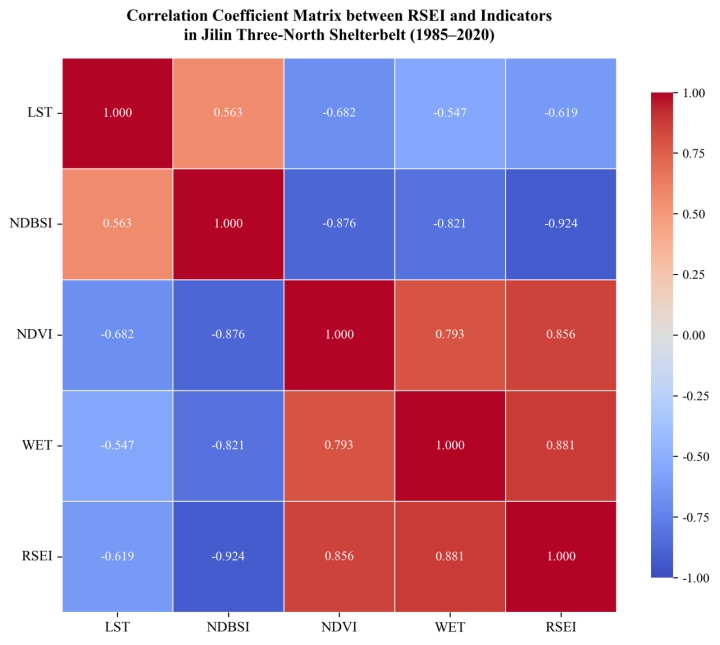 Correlation Coefficient Matrix between RSEI and Indicators
in Jilin Three-North Shelterbelt (1985–2020)
LST
1.000 0.563 -0.682 -0.547 -0.619
NDBSI
0.563 1.000 -0.876 -0.821 -0.924
NDVI
-0.682 -0.876 1.000 0.793 0.856
WET
-0.547 -0.821 0.793 1.000 0.881
RSEI
-0.619 -0.924 0.856 0.881 1.000
LST NDBSI NDVI WET RSEI
1.00
0.75
0.50
0.25
0.00
-0.25
-0.50
-0.75
-1.00